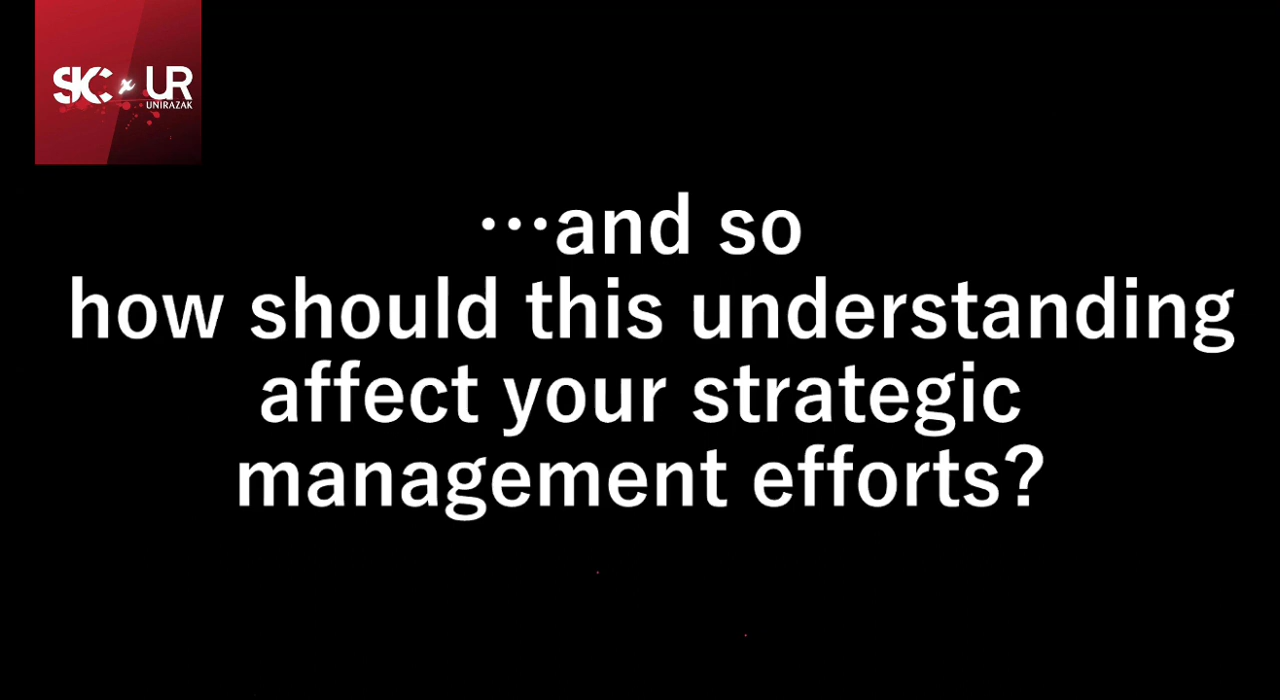 SKC x UR
UNIRAZAK
…and so
how should this understanding
affect your strategic
management efforts?